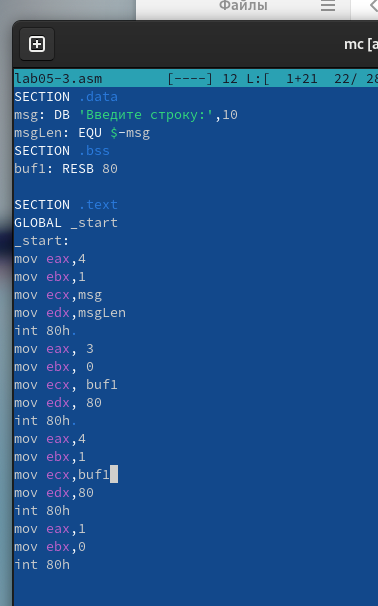 Файлы
mc [a
lab05-3.asm [----] 12 L:[ 1+21 22/ 28
SECTION .data
msg: DB 'Введите строку:',10
msgLen: EQU $-msg
SECTION .bss
buf1: RESB 80
SECTION .text
GLOBAL _start
_start:
mov eax,4
mov ebx,1
mov ecx,msg
mov edx,msgLen
int 80h.
mov eax, 3
mov ebx, 0
mov ecx, buf1
mov edx, 80
int 80h.
mov eax,4
mov ebx,1
mov ecx,buf1
mov edx,80
int 80h
mov eax,1
mov ebx,0
int 80h